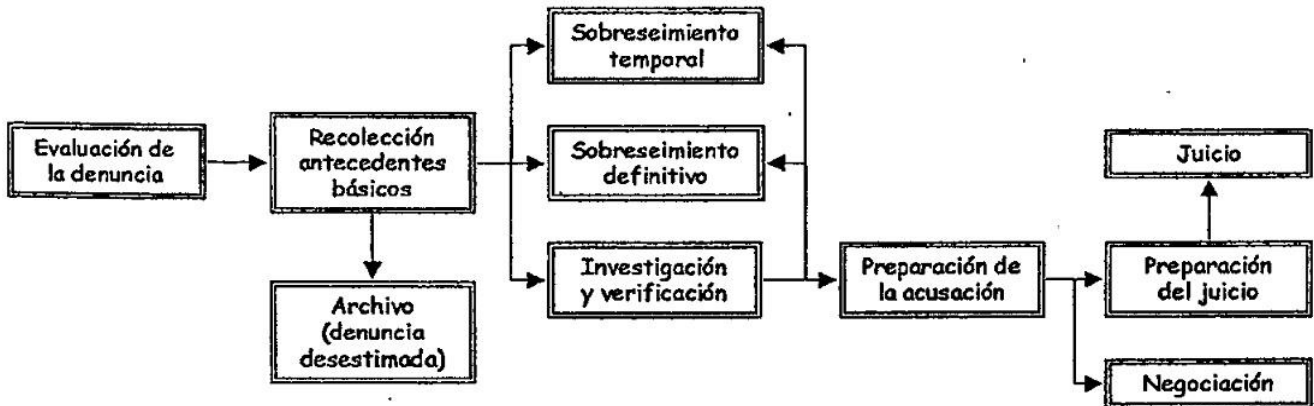 Evaluación de
la denuncia
Recolección
antecedentes
básicos
Archivo
(denuncia
desestimada)
Sobreseimiento
temporal
Sobreseimiento
definitivo
Investigación
y verificación
Preparación de
la acusación
Juicio
Preparación
del juicio
Negociación